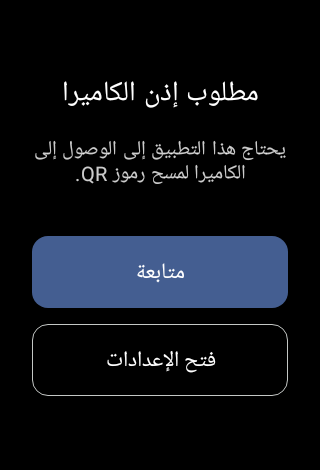 مطلوب إذن الكاميرا
يحتاج هذا التطبيق إلى الوصول إلى
الكاميرا لمسح رموز QR.
متابعة
فتح الإعدادات